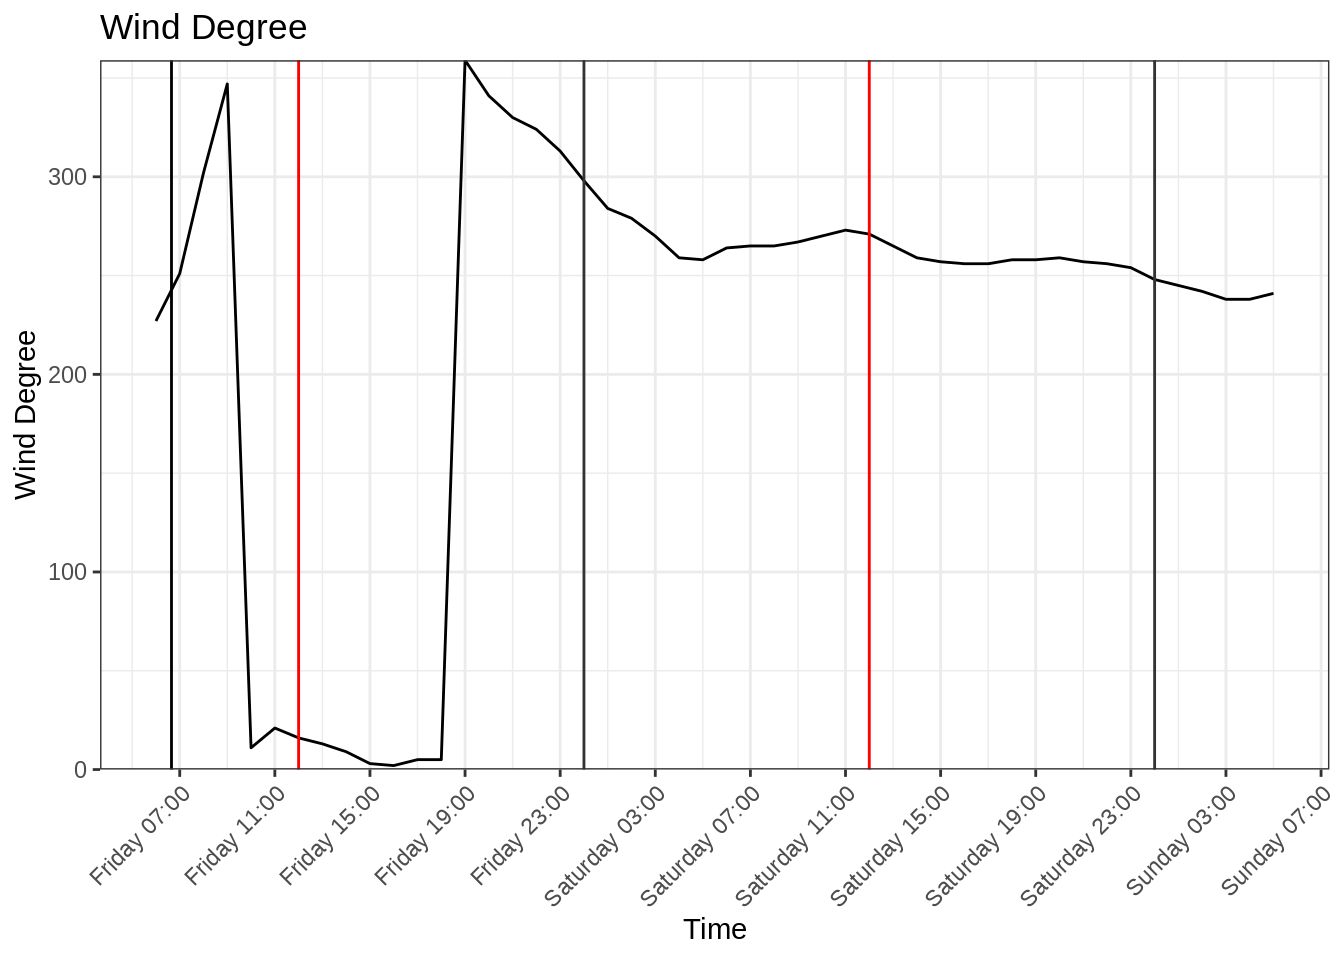 Wind Degree
Wind Degree
300
200
100
0
Friday 07:00
Friday 11:00
Friday 15:00
Friday 19:00
Friday 23:00
Saturday 03:00
Saturday 07:00
Saturday 11:00
Saturday 15:00
Saturday 19:00
Saturday 23:00
Sunday 03:00
Sunday 07:00
Time